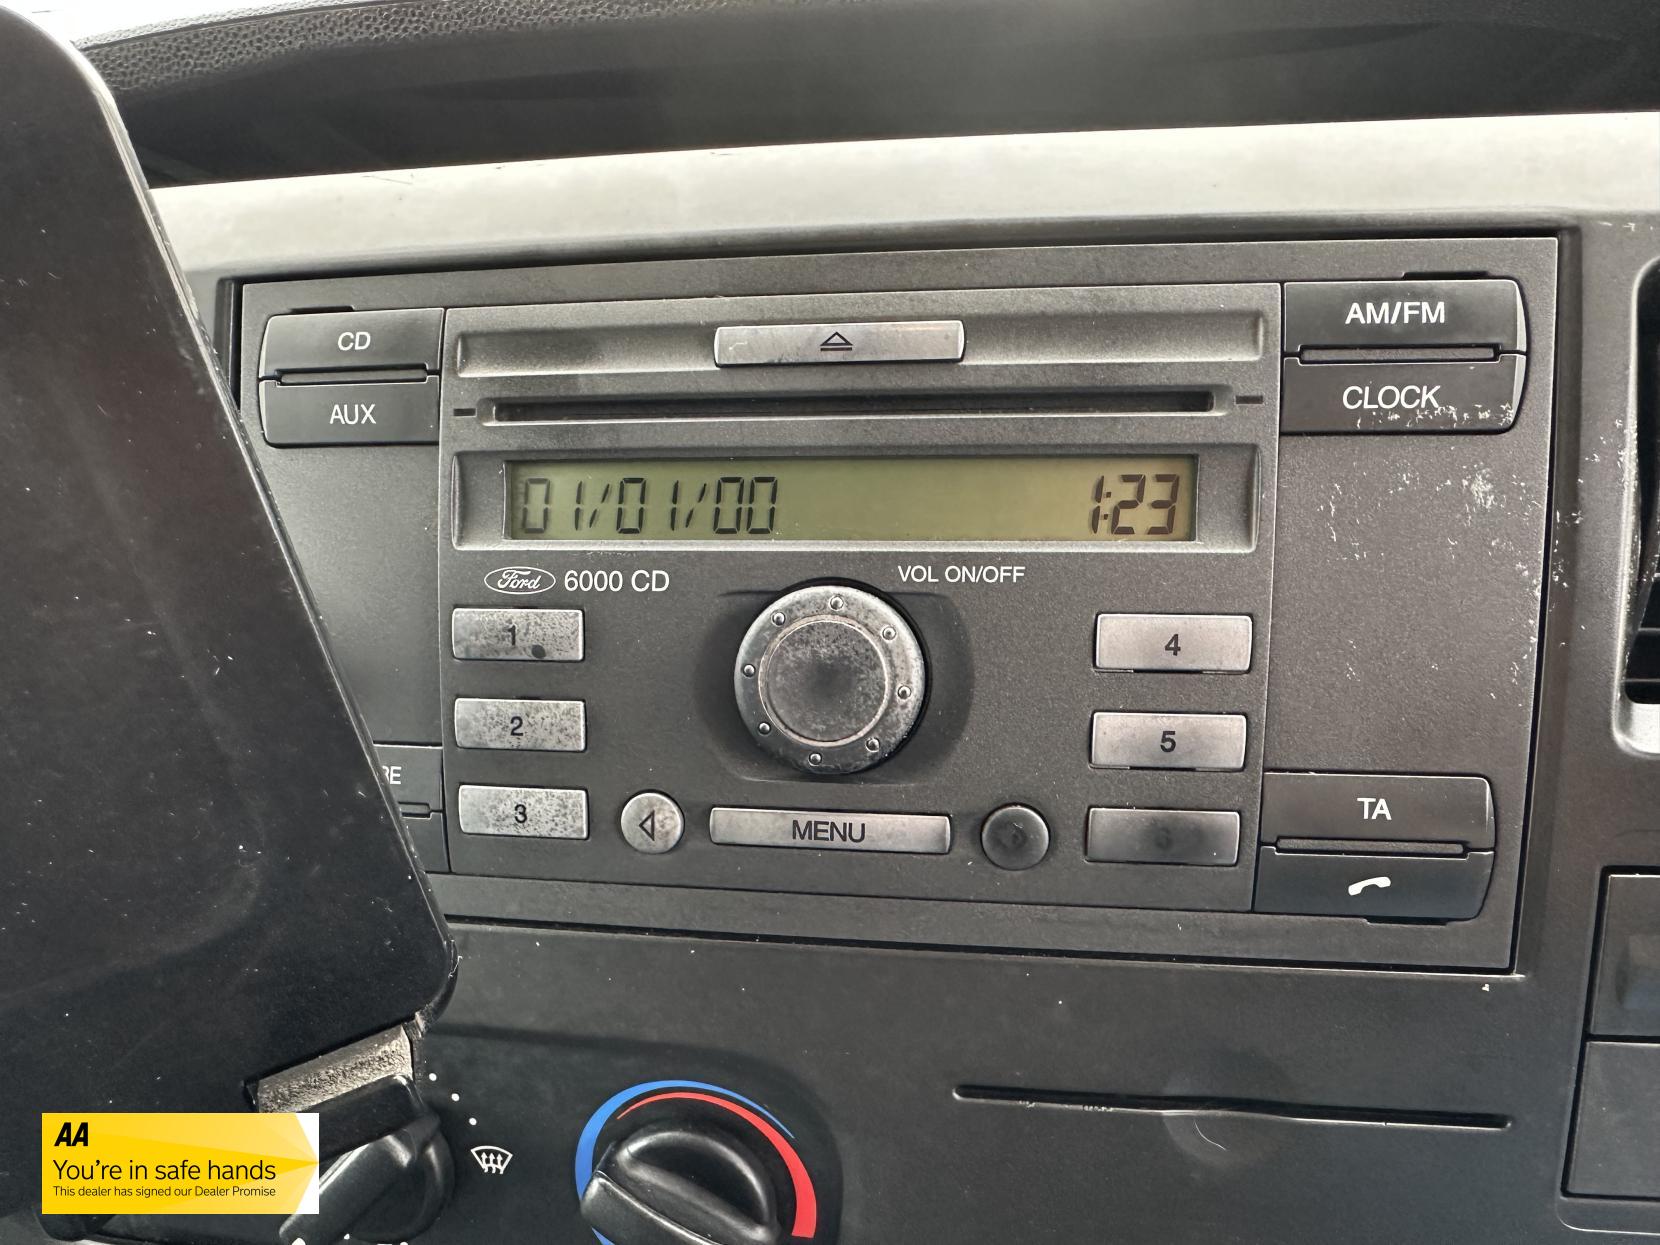 CD
AUX
AM/FM
CLOCK
01/01/00 1:23
Ford 6000 CD
VOL ON/OFF
1
4
2
5
3
MENU
TA
AA
You're in safe hands
This dealer has signed our Dealer Promise